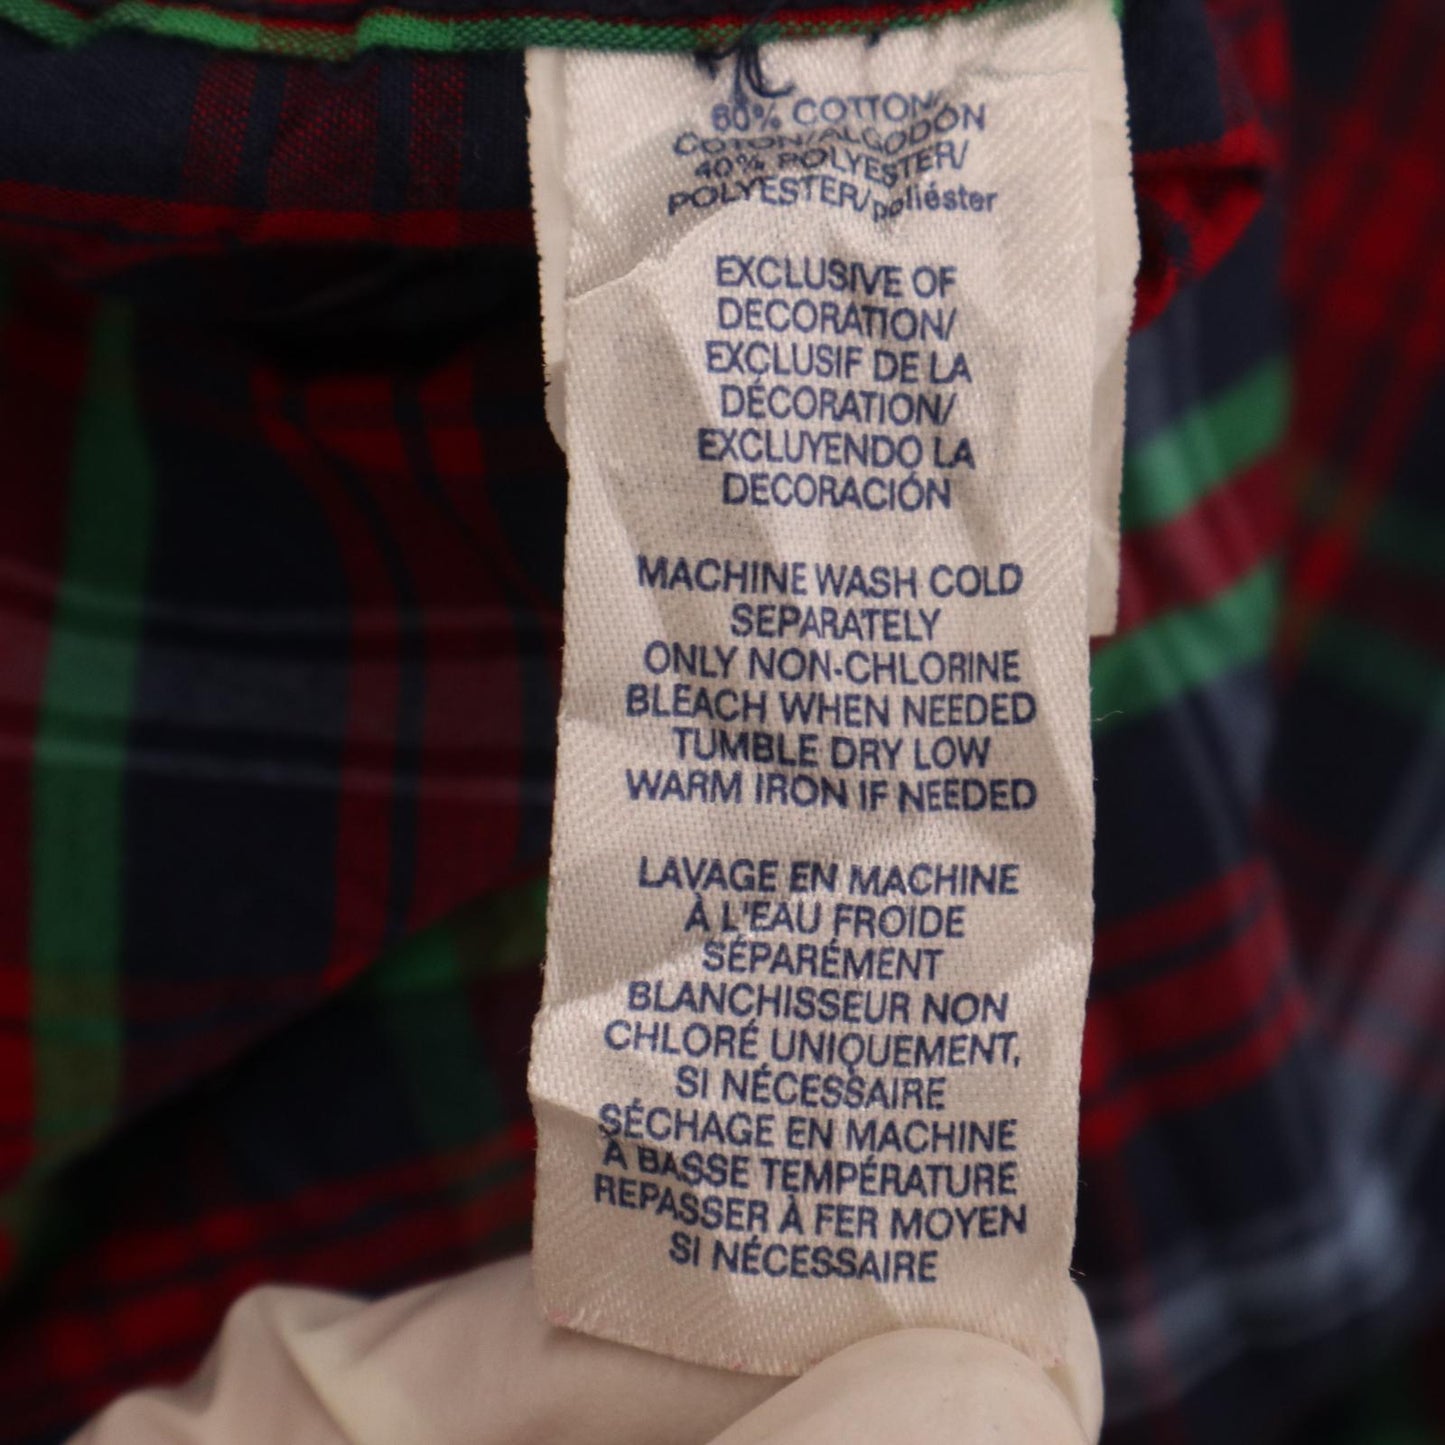 60% COTTON/
COTON/ALGODÓN
40% POLYESTER/
POLYESTER/poliéster
EXCLUSIVE OF
DECORATION/
EXCLUSIF DE LA
DÉCORATION/
EXCLUYENDO LA
DECORACIÓN
MACHINE WASH COLD
SEPARATELY
ONLY NON-CHLORINE
BLEACH WHEN NEEDED
TUMBLE DRY LOW
WARM IRON IF NEEDED
LAVAGE EN MACHINE
À L'EAU FROIDE
SÉPARÉMENT
BLANCHISSEUR NON
CHLORÉ UNIQUEMENT,
SI NÉCESSAIRE
SÉCHAGE EN MACHINE
À BASSE TEMPÉRATURE
REPASSER À FER MOYEN
SI NÉCESSAIRE